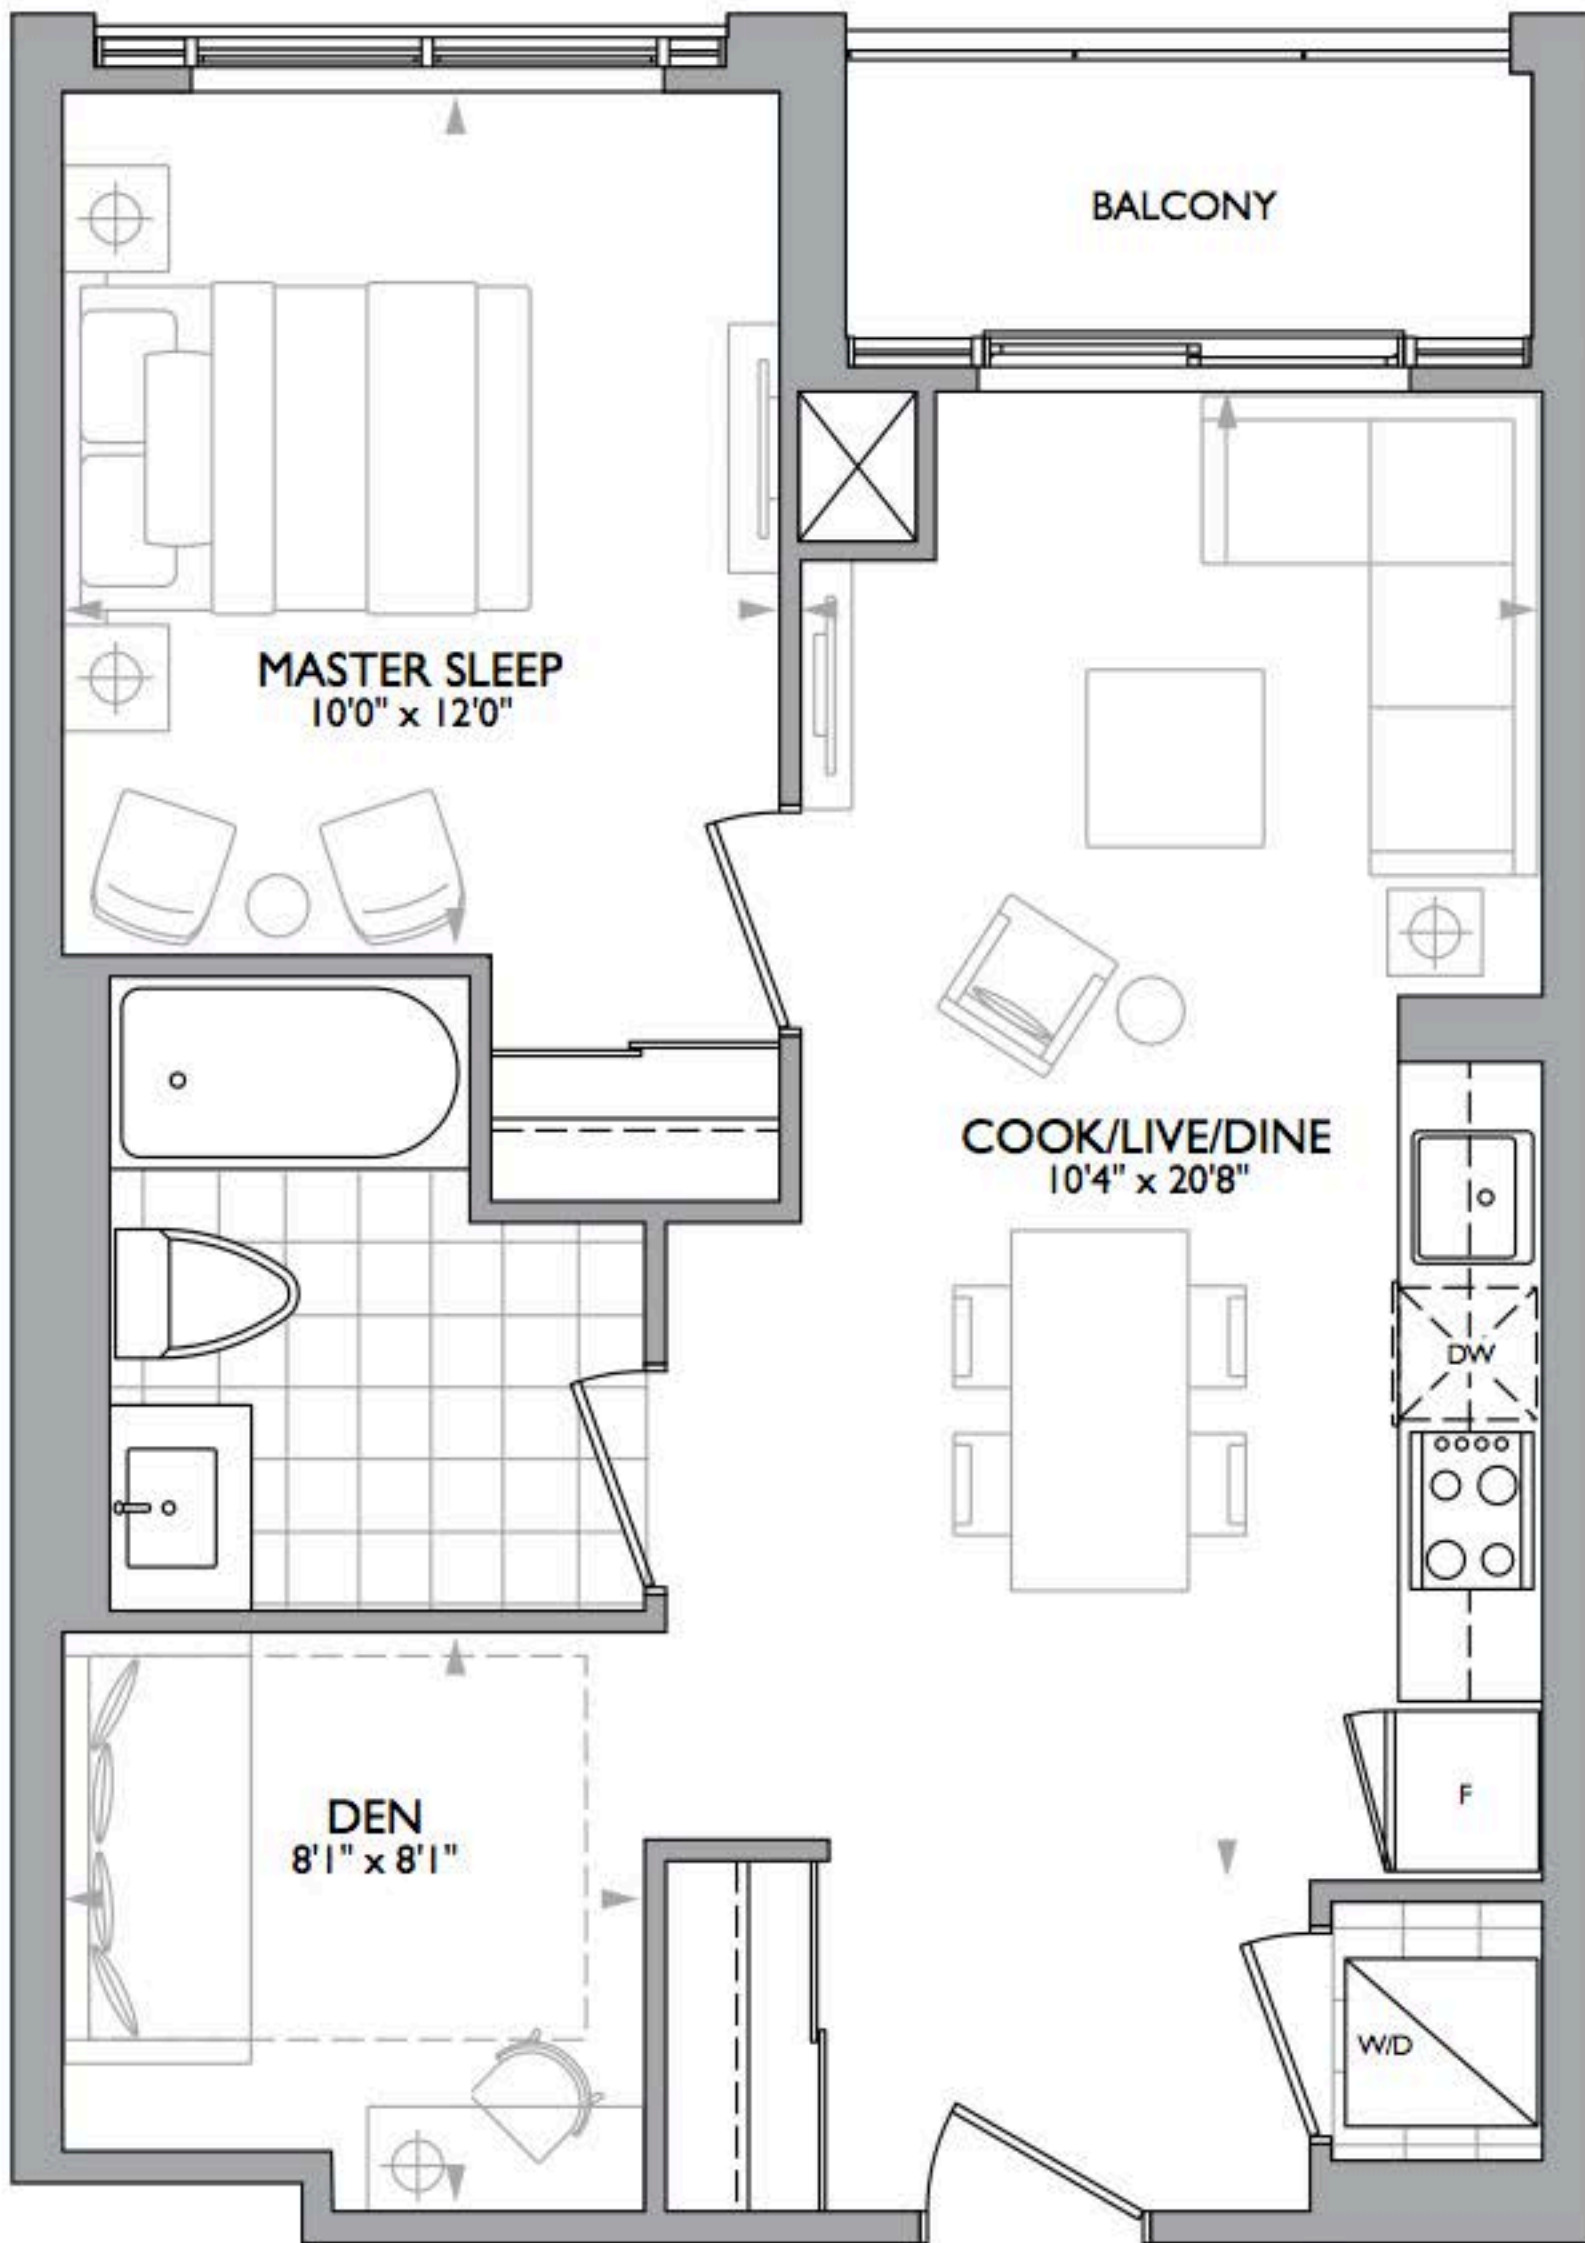 BALCONY
MASTER SLEEP
10'0" x 12'0"
COOK/LIVE/DINE
10'4" x 20'8"
DW
DEN
8'1" x 8'1"
F
W/D